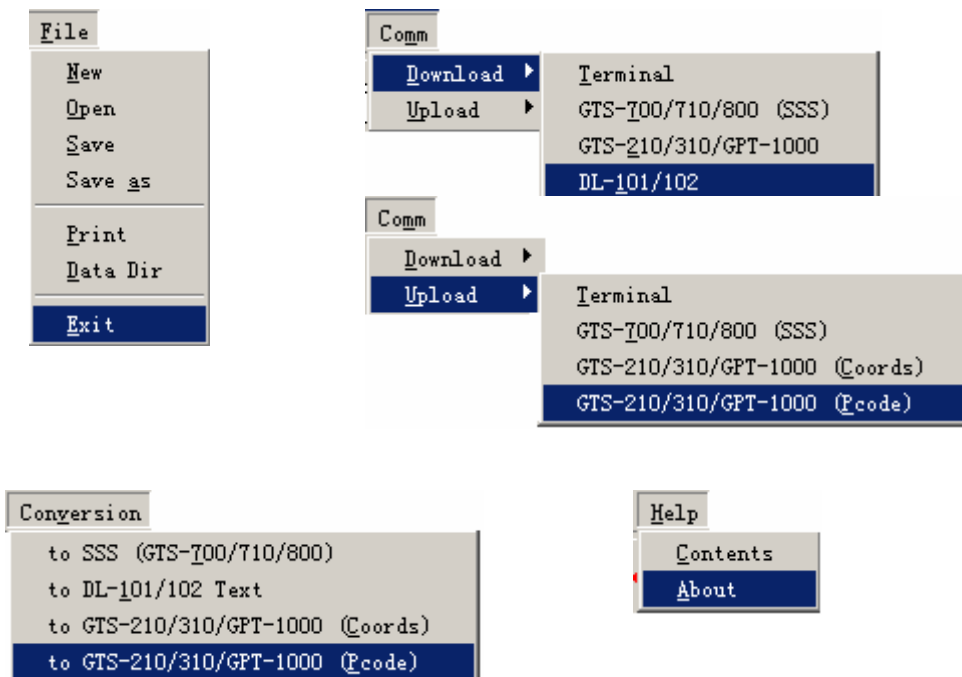 File
New
Open
Save
Save as
Print
Data Dir
Exit
Comm
Download
Upload
Terminal
GTS-700/710/800 (SSS)
GTS-210/310/GPT-1000
DL-101/102
Comm
Download
Upload
Terminal
GTS-700/710/800 (SSS)
GTS-210/310/GPT-1000 (Coords)
GTS-210/310/GPT-1000 (Pcode)
Conversion
to SSS (GTS-700/710/800)
to DL-101/102 Text
to GTS-210/310/GPT-1000 (Coords)
to GTS-210/310/GPT-1000 (Pcode)
Help
Contents
About